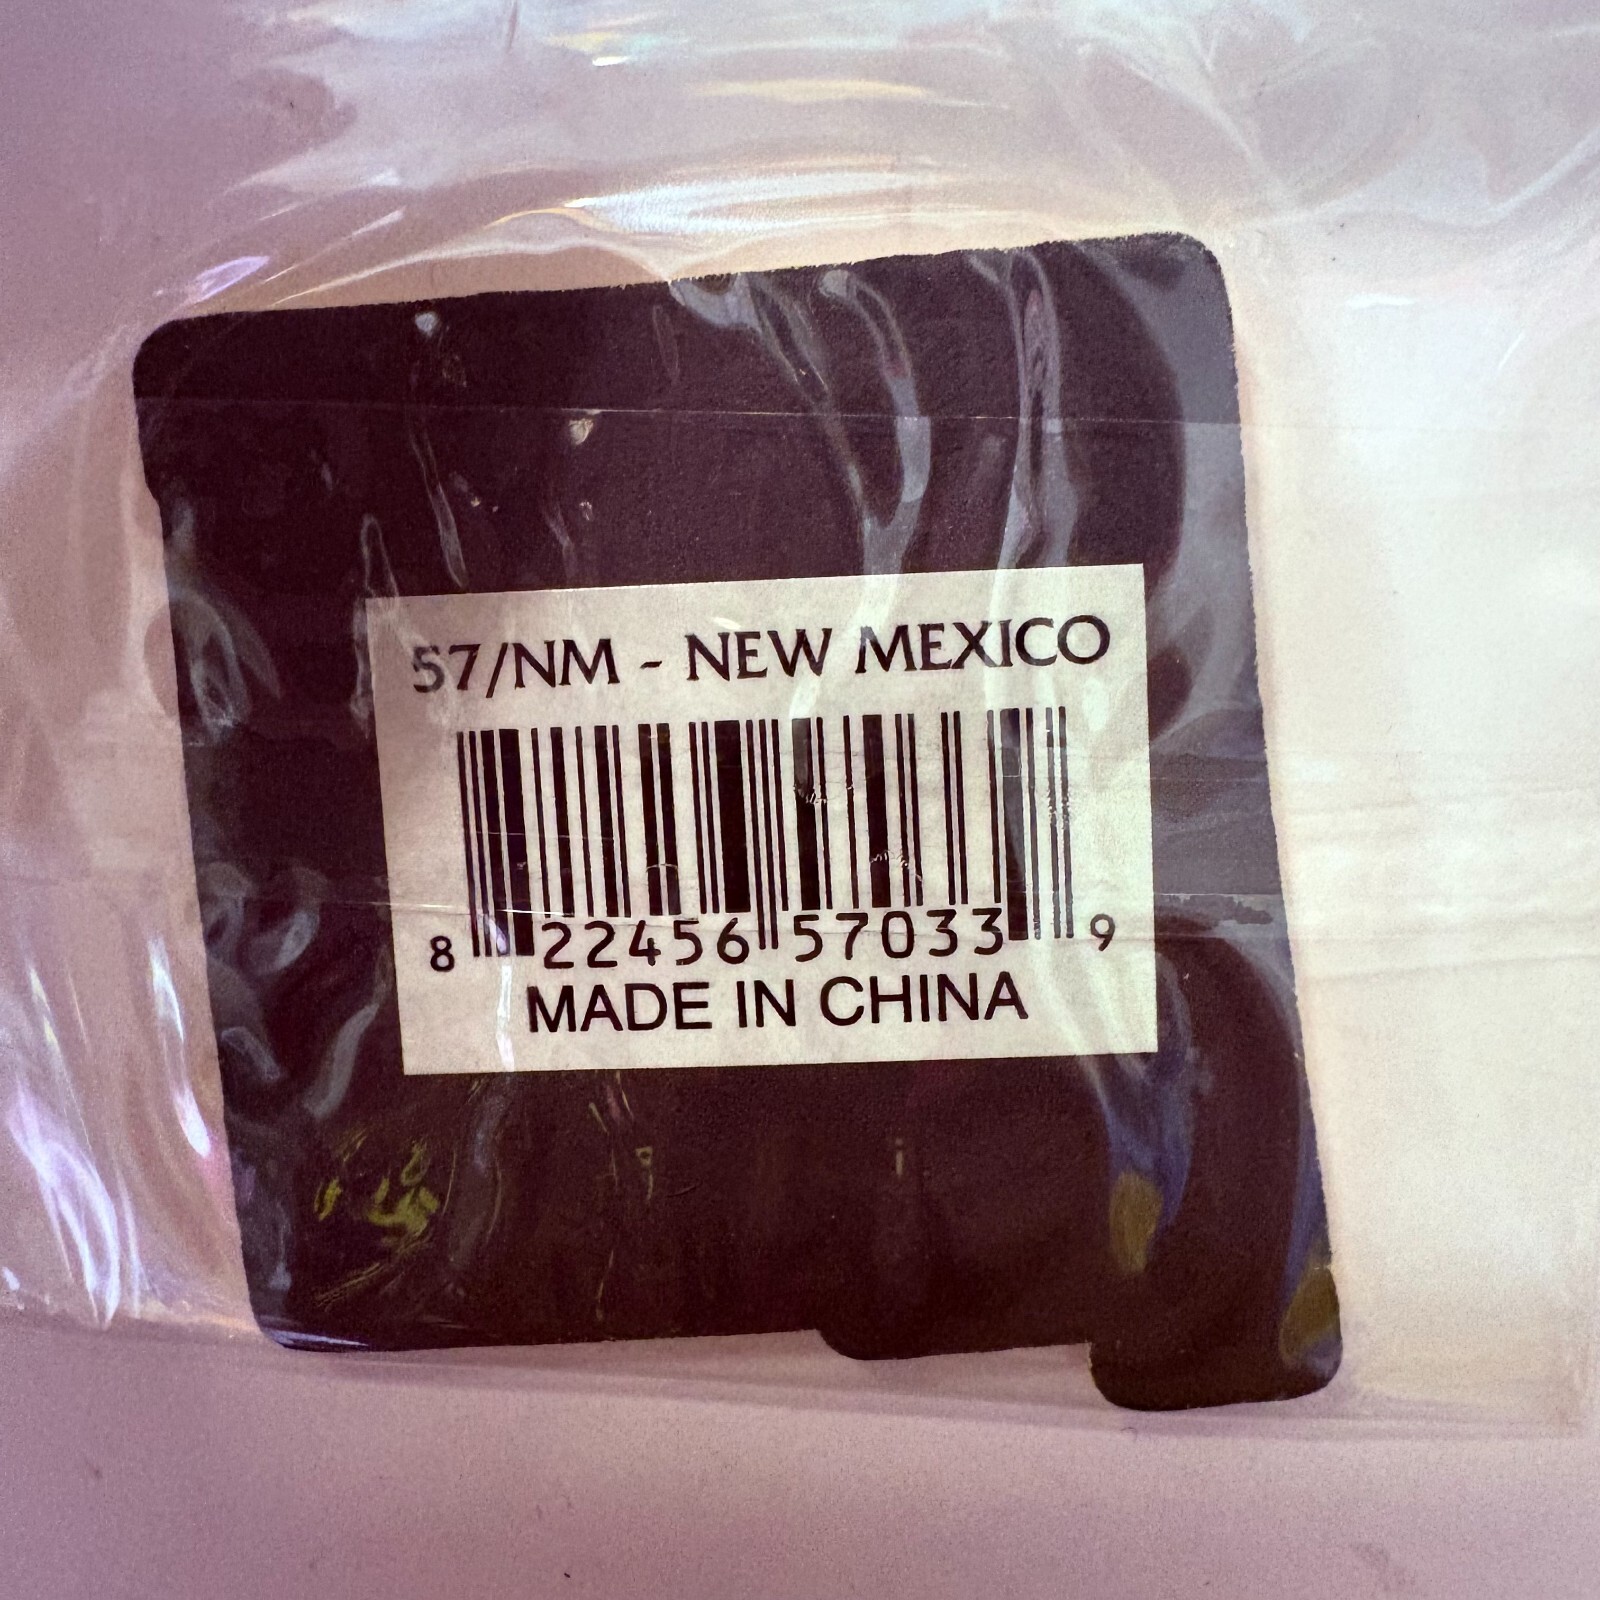 57/NM - NEW MEXICO
8 22456 57033 9
MADE IN CHINA